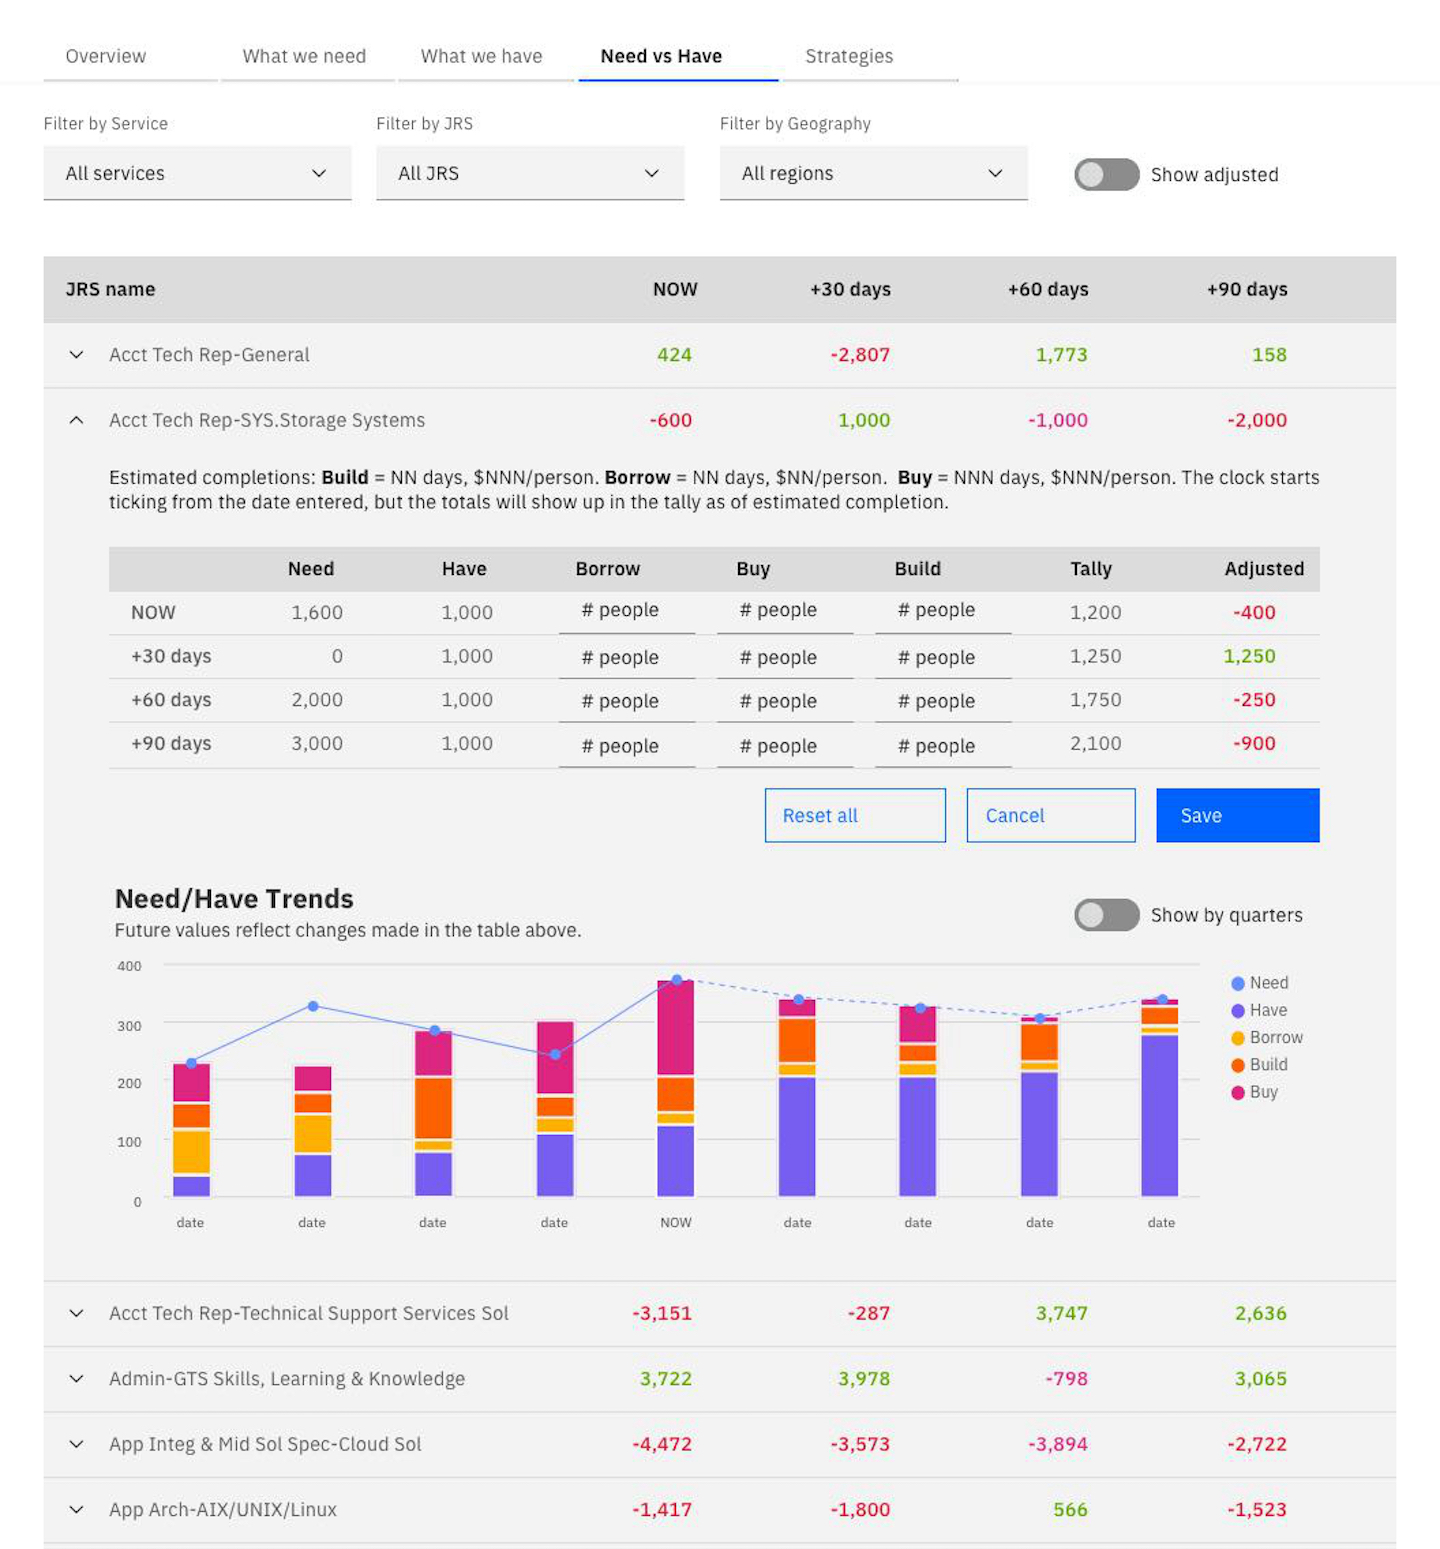 Overview What we need What we have Need vs Have Strategies
Filter by Service Filter by JRS Filter by Geography
All services All JRS All regions Show adjusted
JRS name NOW +30 days +60 days +90 days
Acct Tech Rep-General 424 -2,807 1,773 158
Acct Tech Rep-SYS.Storage Systems -600 1,000 -1,000 -2,000
Estimated completions: Build = NN days, $NNN/person. Borrow = NN days, $NN/person. Buy = NNN days, $NNN/person. The clock starts
ticking from the date entered, but the totals will show up in the tally as of estimated completion.
Need Have Borrow Buy Build Tally Adjusted
NOW 1,600 1,000 # people # people # people 1,200 -400
+30 days 0 1,000 # people # people # people 1,250 1,250
+60 days 2,000 1,000 # people # people # people 1,750 -250
+90 days 3,000 1,000 # people # people # people 2,100 -900
Reset all Cancel Save
Need/Have Trends
Future values reflect changes made in the table above.
Show by quarters
400
300
200
100
0
date date date date NOW date date date date
Need
Have
Borrow
Build
Buy
Acct Tech Rep-Technical Support Services Sol -3,151 -287 3,747 2,636
Admin-GTS Skills, Learning & Knowledge 3,722 3,978 -798 3,065
App Integ & Mid Sol Spec-Cloud Sol -4,472 -3,573 -3,894 -2,722
App Arch-AIX/UNIX/Linux -1,417 -1,800 566 -1,523